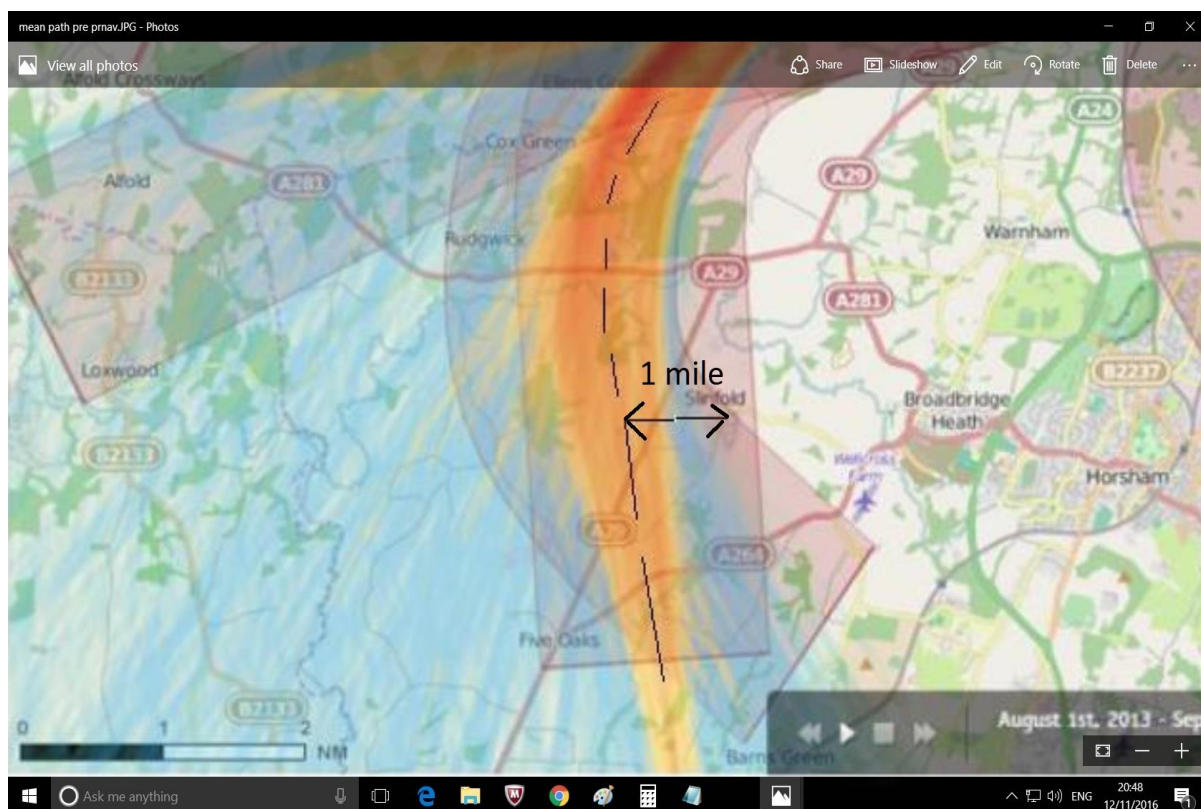 mean path pre prnav.JPG - Photos
View all photos
Share
Slideshow
Edit
Rotate
Delete
Alfold Crossways
Ellens Green
A24
Cox Green
A29
Alfold
A281
Warnham
Rudgwick
A29
A281
Loxwood
1 mile
Slinfold
B2237
Broadbridge
Heath
B2133
Wellcross
Farm
Horsham
A264
Five Oaks
B2133
0
1
2
NM
August 1st, 2013 - Sep
Barns Green
Ask me anything
ENG
20:48
12/11/2016